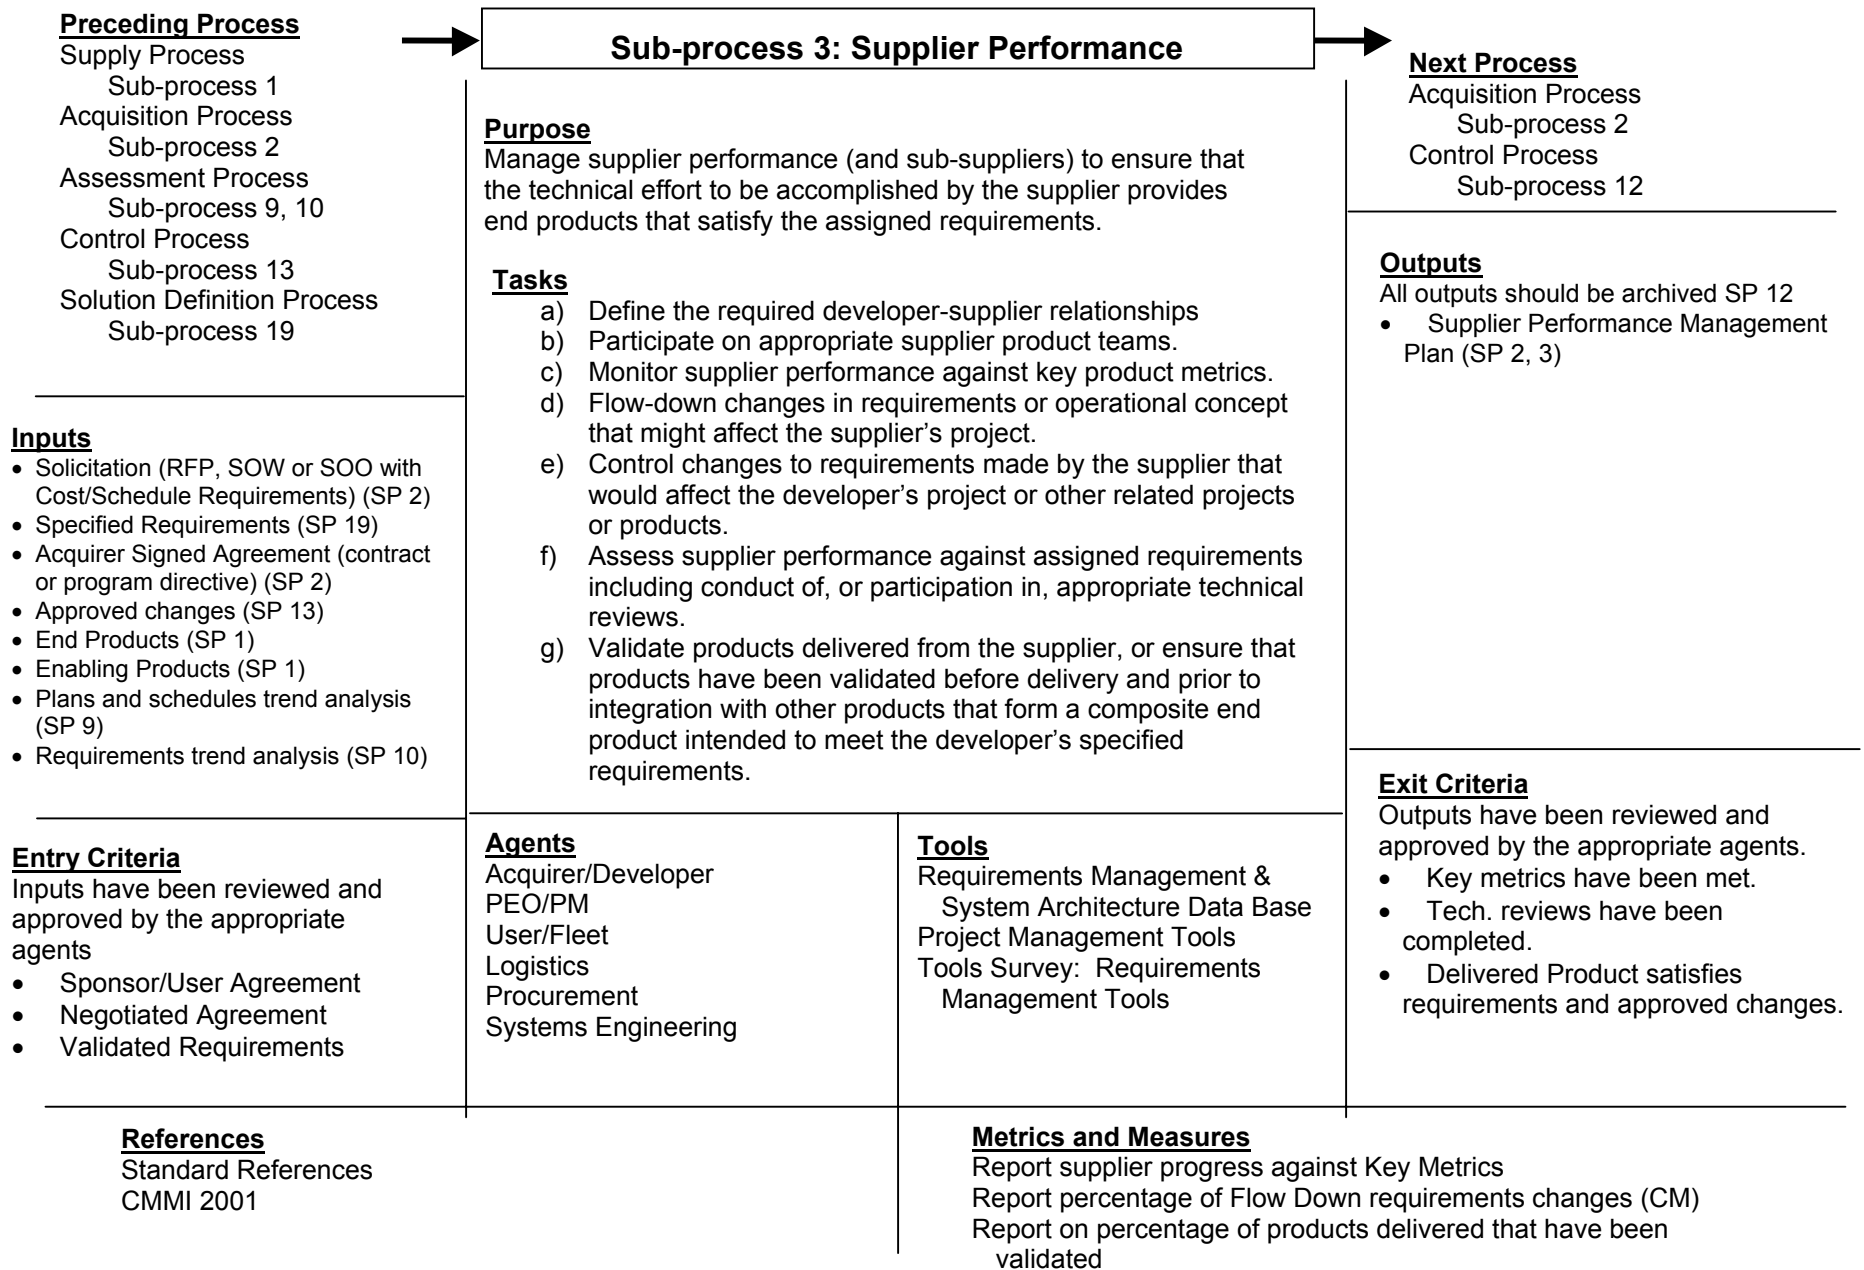 Preceding Process
Supply Process
Sub-process 1
Acquisition Process
Sub-process 2
Assessment Process
Sub-process 9, 10
Control Process
Sub-process 13
Solution Definition Process
Sub-process 19
Inputs
• Solicitation (RFP, SOW or SOO with
Cost/Schedule Requirements) (SP 2)
• Specified Requirements (SP 19)
• Acquirer Signed Agreement (contract
or program directive) (SP 2)
• Approved changes (SP 13)
• End Products (SP 1)
• Enabling Products (SP 1)
• Plans and schedules trend analysis
(SP 9)
• Requirements trend analysis (SP 10)
Entry Criteria
Inputs have been reviewed and
approved by the appropriate
agents
• Sponsor/User Agreement
• Negotiated Agreement
• Validated Requirements
Sub-process 3: Supplier Performance
Purpose
Manage supplier performance (and sub-suppliers) to ensure that
the technical effort to be accomplished by the supplier provides
end products that satisfy the assigned requirements.
Tasks
a) Define the required developer-supplier relationships
b) Participate on appropriate supplier product teams.
c) Monitor supplier performance against key product metrics.
d) Flow-down changes in requirements or operational concept
that might affect the supplier's project.
e) Control changes to requirements made by the supplier that
would affect the developer's project or other related projects
or products.
f) Assess supplier performance against assigned requirements
including conduct of, or participation in, appropriate technical
reviews.
g) Validate products delivered from the supplier, or ensure that
products have been validated before delivery and prior to
integration with other products that form a composite end
product intended to meet the developer's specified
requirements.
Agents
Acquirer/Developer
PEO/PM
User/Fleet
Logistics
Procurement
Systems Engineering
Tools
Requirements Management &
System Architecture Data Base
Project Management Tools
Tools Survey: Requirements
Management Tools
Next Process
Acquisition Process
Sub-process 2
Control Process
Sub-process 12
Outputs
All outputs should be archived SP 12
• Supplier Performance Management
Plan (SP 2, 3)
Exit Criteria
Outputs have been reviewed and
approved by the appropriate agents.
• Key metrics have been met.
• Tech. reviews have been
completed.
• Delivered Product satisfies
requirements and approved changes.
References
Standard References
CMMI 2001
Metrics and Measures
Report supplier progress against Key Metrics
Report percentage of Flow Down requirements changes (CM)
Report on percentage of products delivered that have been
validated